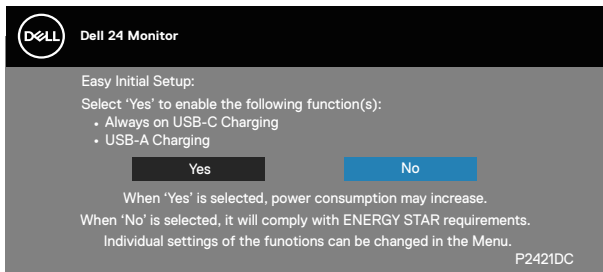 DELL
Dell 24 Monitor
Easy Initial Setup:
Select ‘Yes’ to enable the following function(s):
• Always on USB-C Charging
• USB-A Charging
Yes No
When ‘Yes’ is selected, power consumption may increase.
When ‘No’ is selected, it will comply with ENERGY STAR requirements.
Individual settings of the funotions can be changed in the Menu.
P2421DC